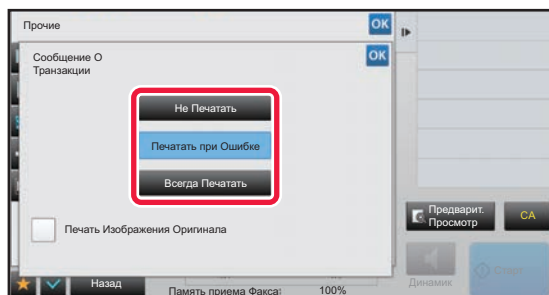 Прочие
OK
Сообщение О
Транзакции
OK
Не Печатать
Печатать при Ошибке
Всегда Печатать
Печать Изображения Оригинала
Предварит.
Просмотр
CA
Назад
Память приема Факса:
100%
Динамик
Старт